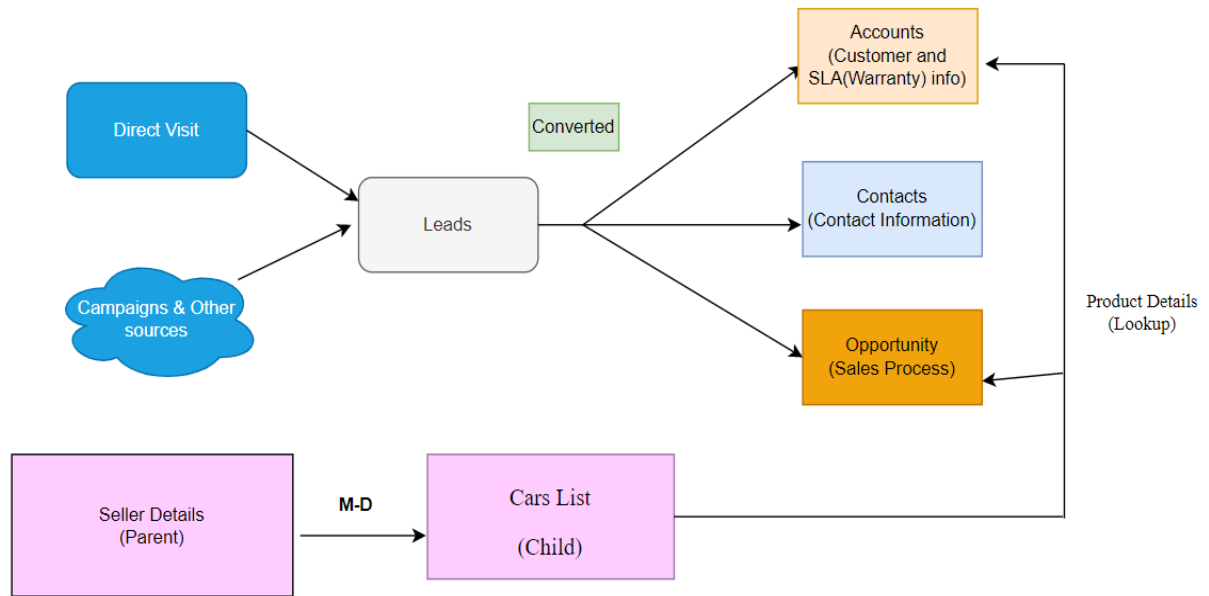 Accounts
(Customer and
SLA(Warranty) info)
Direct Visit
Converted
Contacts
(Contact Information)
Leads
Campaigns & Other
sources
Product Details
(Lookup)
Opportunity
(Sales Process)
Seller Details
(Parent)
M-D
Cars List
(Child)